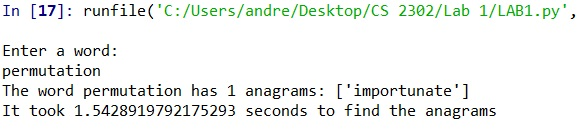 In [17]: runfile('C:/Users/andre/Desktop/CS 2302/Lab 1/LAB1.py',
Enter a word:
permutation
The word permutation has 1 anagrams: ['importunate']
It took 1.5428919792175293 seconds to find the anagrams